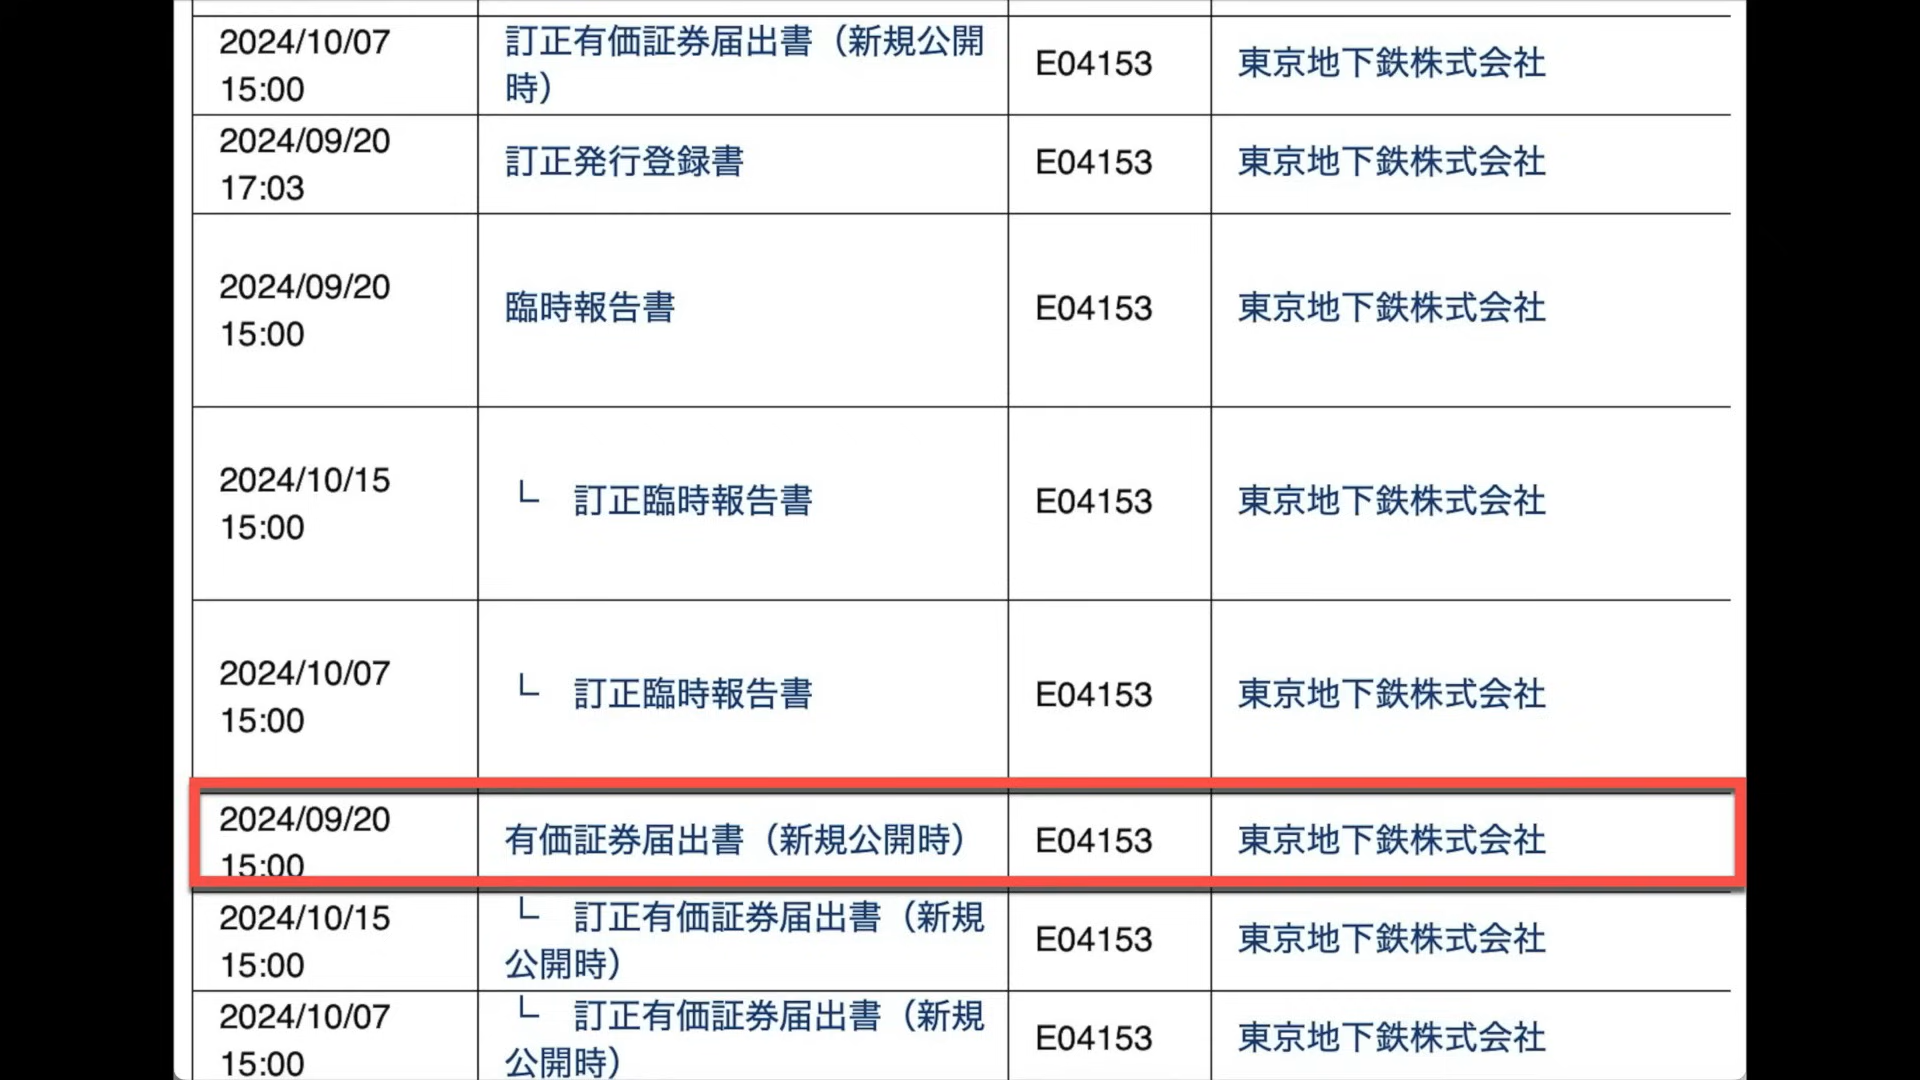 2024/10/07
15:00
訂正有価証券届出書（新規公開
時）
E04153
東京地下鉄株式会社
2024/09/20
17:03
訂正発行登録書
E04153
東京地下鉄株式会社
2024/09/20
15:00
臨時報告書
E04153
東京地下鉄株式会社
2024/10/15
15:00
└　訂正臨時報告書
E04153
東京地下鉄株式会社
2024/10/07
15:00
└　訂正臨時報告書
E04153
東京地下鉄株式会社
2024/09/20
15:00
有価証券届出書（新規公開時）
E04153
東京地下鉄株式会社
2024/10/15
15:00
└　訂正有価証券届出書（新規
公開時）
E04153
東京地下鉄株式会社
2024/10/07
15:00
└　訂正有価証券届出書（新規
公開時）
E04153
東京地下鉄株式会社